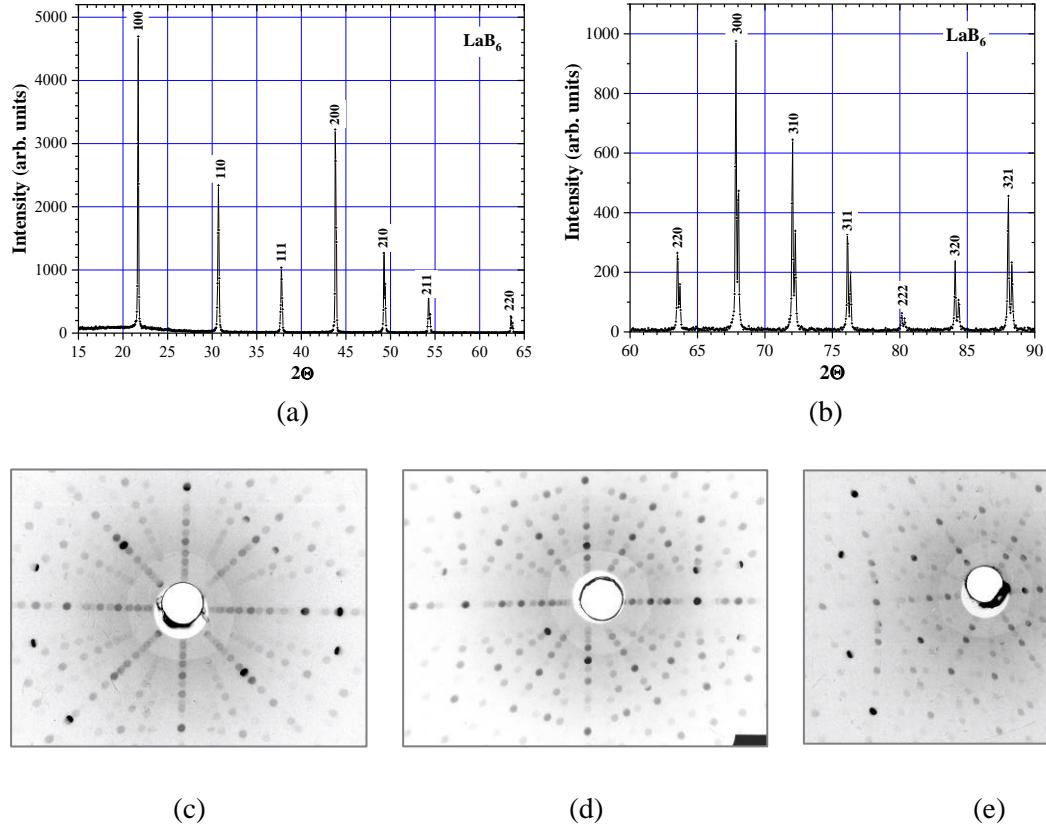 5000
4000
3000
2000
1000
0
Intensity (arb. units)
100
110
111
200
210
211
220
LaB6
15 20 25 30 35 40 45 50 55 60 65
2Θ
(a)
1000
800
600
400
200
0
Intensity (arb. units)
220
300
310
311
222
320
321
LaB6
60 65 70 75 80 85 90
2Θ
(b)
(c)
(d)
(e)